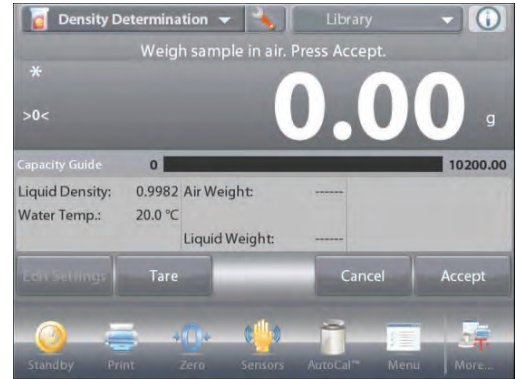 Density Determination Library
Weigh sample in air. Press Accept.
*
>0< 0.00 g
Capacity Guide 0 10200.00
Liquid Density: 0.9982 Air Weight: ------
Water Temp.: 20.0 °C
Liquid Weight: ------
Edit Settings Tare Cancel Accept
Standby Print Zero Sensors AutoCal™ Menu More...